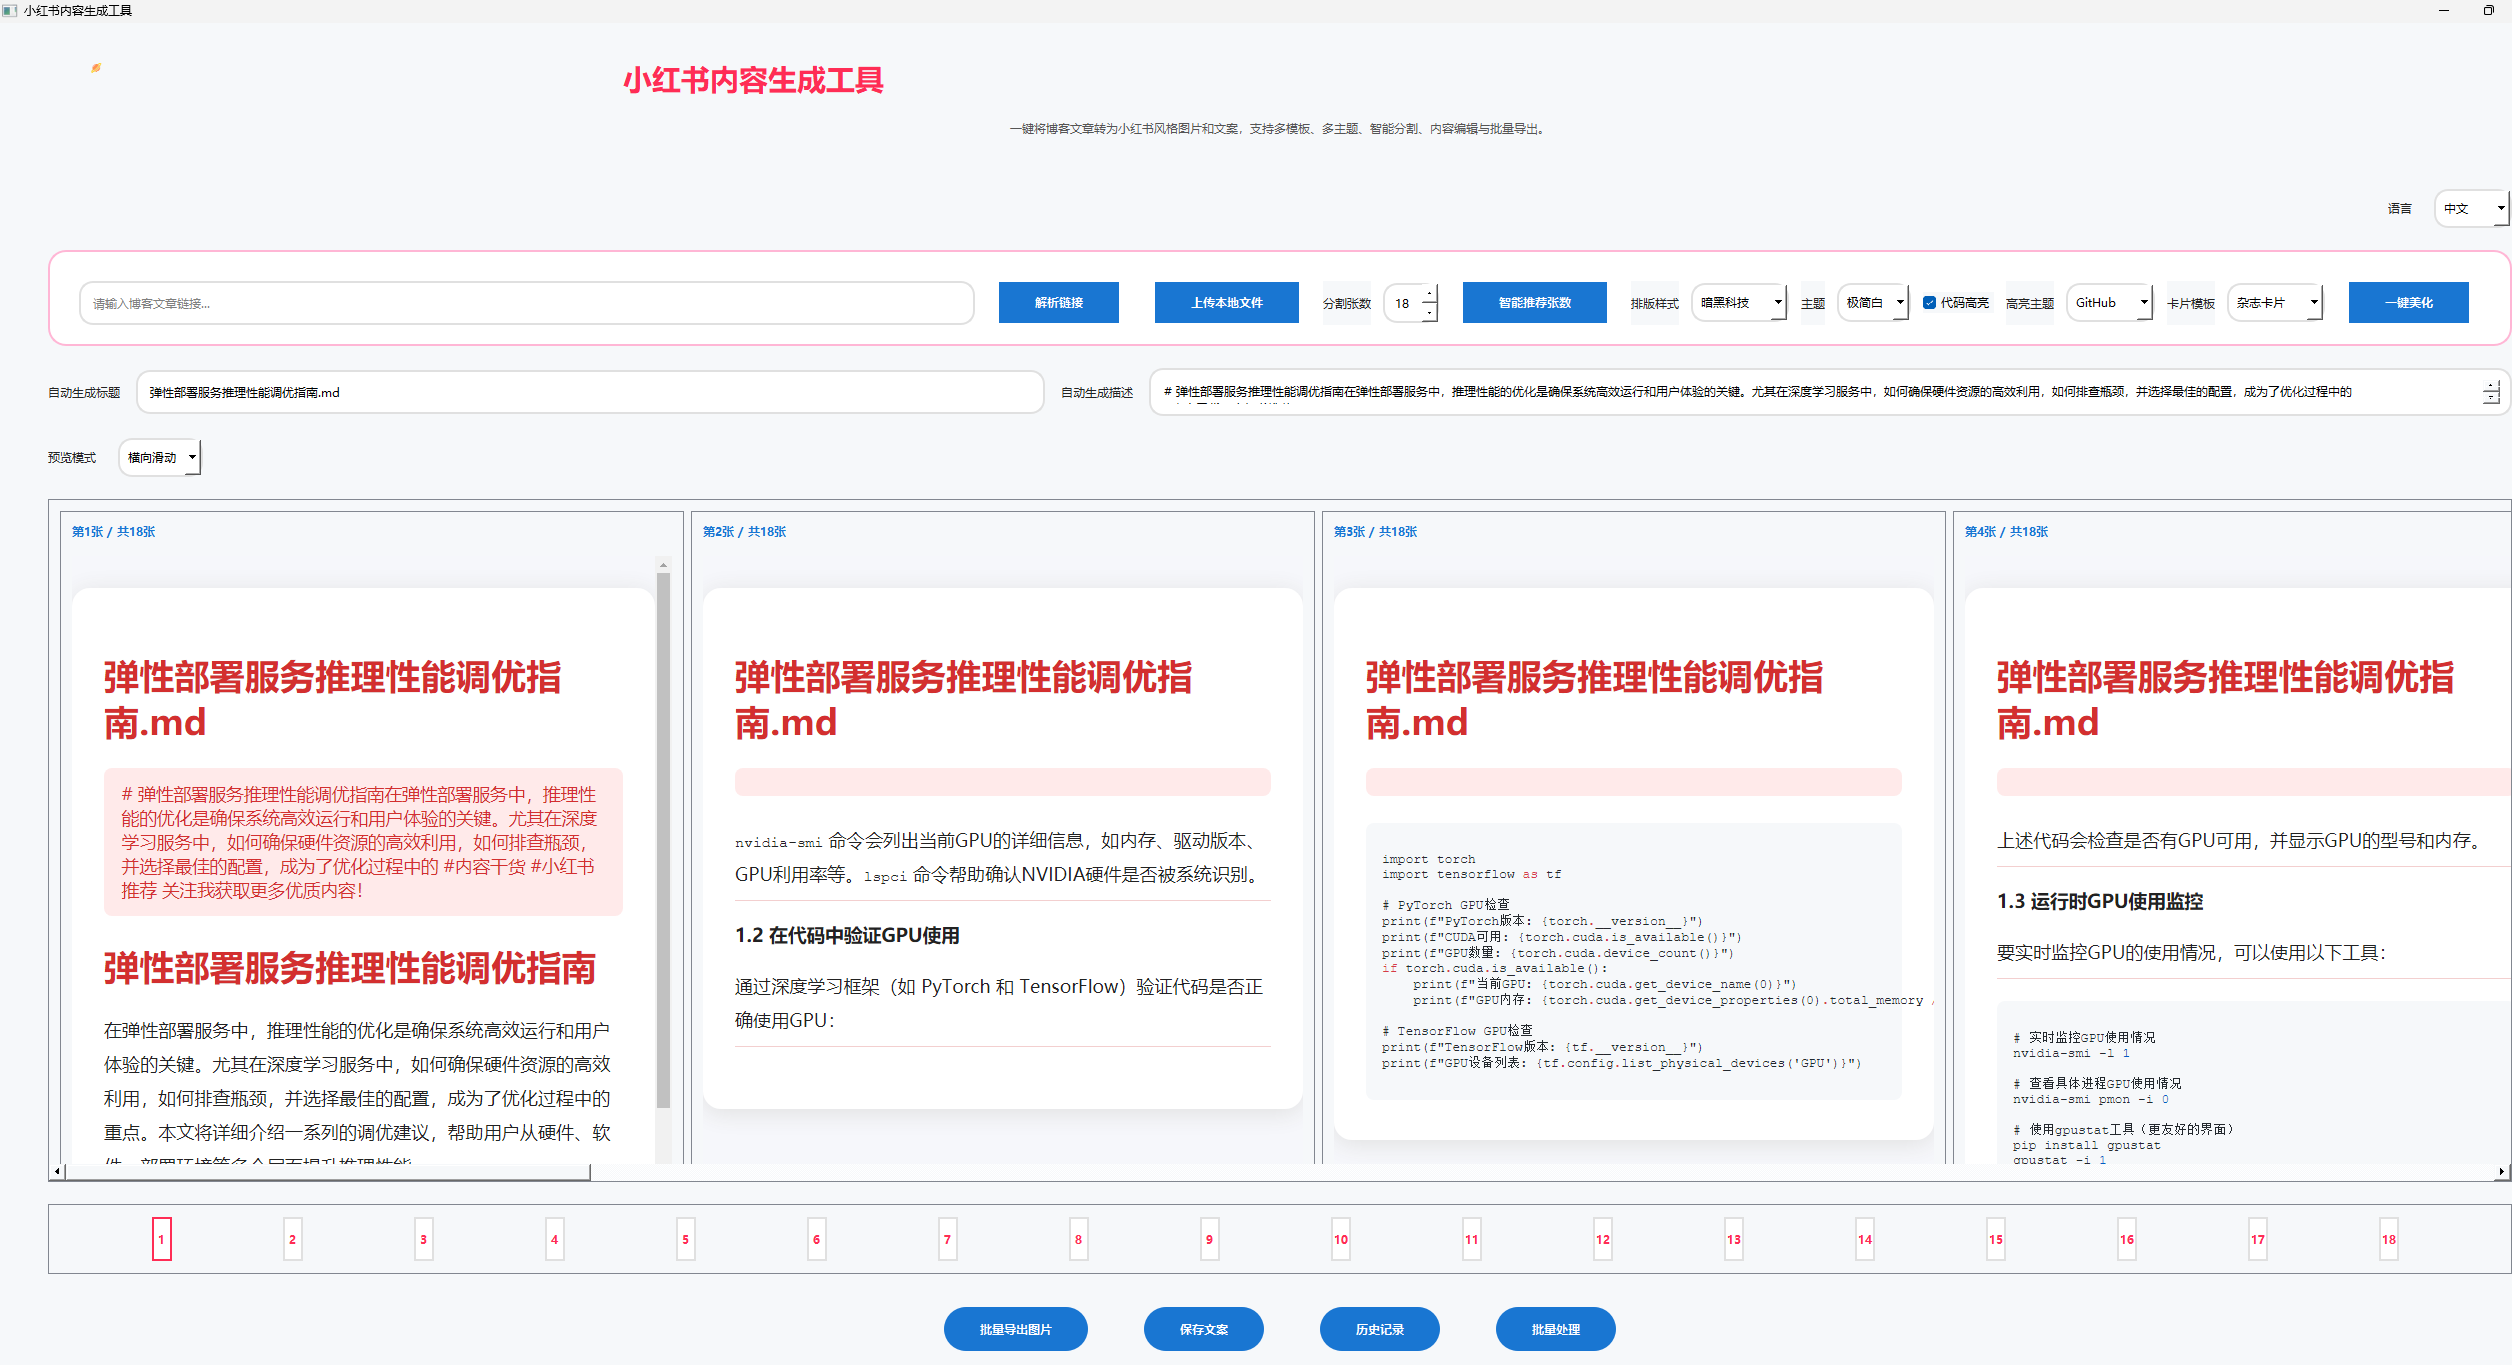 小红书内容生成工具
小红书内容生成工具
一键将博客文章转为小红书风格图片和文案，支持多模板、多主题、智能分割、内容编辑与批量导出。
语言 中文
请输入博客文章链接... 解析链接 上传本地文件 分割张数 18 智能推荐张数 排版样式 暗黑科技 主题 极简白 代码高亮 高亮主题 GitHub 卡片模板 杂志卡片 一键美化
自动生成标题 弹性部署服务推理性能调优指南.md 自动生成描述 # 弹性部署服务推理性能调优指南在弹性部署服务中，推理性能的优化是确保系统高效运行和用户体验的关键。尤其在深度学习服务中，如何确保硬件资源的高效利用，如何排查瓶颈，并选择最佳的配置，成为了优化过程中的
预览模式 横向滑动
第1张 / 共18张
弹性部署服务推理性能调优指
南.md
# 弹性部署服务推理性能调优指南在弹性部署服务中，推理性
能的优化是确保系统高效运行和用户体验的关键。尤其在深度
学习服务中，如何确保硬件资源的高效利用，如何排查瓶颈，
并选择最佳的配置，成为了优化过程中的 #内容干货 #小红书
推荐 关注我获取更多优质内容！
弹性部署服务推理性能调优指南
在弹性部署服务中，推理性能的优化是确保系统高效运行和用户
体验的关键。尤其在深度学习服务中，如何确保硬件资源的高效
利用，如何排查瓶颈，并选择最佳的配置，成为了优化过程中的
重点。本文将详细介绍一系列的调优建议，帮助用户从硬件、软
第2张 / 共18张
弹性部署服务推理性能调优指
南.md
nvidia-smi 命令会列出当前GPU的详细信息，如内存、驱动版本、
GPU利用率等。lspci 命令帮助确认NVIDIA硬件是否被系统识别。
1.2 在代码中验证GPU使用
通过深度学习框架（如 PyTorch 和 TensorFlow）验证代码是否正
确使用GPU：
第3张 / 共18张
弹性部署服务推理性能调优指
南.md
import torch
import tensorflow as tf
# PyTorch GPU检查
print(f"PyTorch版本: {torch.__version__}")
print(f"CUDA可用: {torch.cuda.is_available()}")
print(f"GPU数量: {torch.cuda.device_count()}")
if torch.cuda.is_available():
    print(f"当前GPU: {torch.cuda.get_device_name(0)}")
    print(f"GPU内存: {torch.cuda.get_device_properties(0).total_memory /
# TensorFlow GPU检查
print(f"TensorFlow版本: {tf.__version__}")
print(f"GPU设备列表: {tf.config.list_physical_devices('GPU')}")
第4张 / 共18张
弹性部署服务推理性能调优指
南.md
上述代码会检查是否有GPU可用，并显示GPU的型号和内存。
1.3 运行时GPU使用监控
要实时监控GPU的使用情况，可以使用以下工具：
# 实时监控GPU使用情况
nvidia-smi -l 1
# 查看具体进程GPU使用情况
nvidia-smi pmon -i 0
# 使用gpustat工具（更友好的界面）
pip install gpustat
gpustat -i 1
1 2 3 4 5 6 7 8 9 10 11 12 13 14 15 16 17 18
批量导出图片 保存文案 历史记录 批量处理